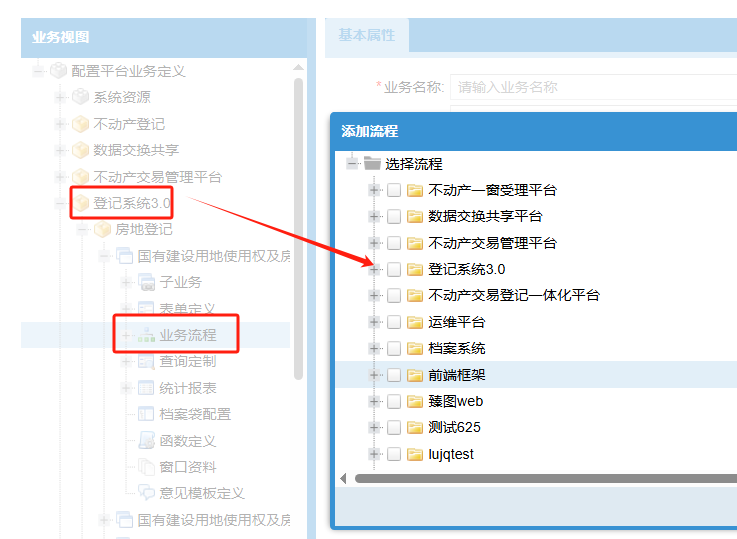 业务视图
配置平台业务定义
系统资源
不动产登记
数据交换共享
不动产交易管理平台
登记系统3.0
房地登记
国有建设用地使用权及房
子业务
表单定义
业务流程
查询定制
统计报表
档案袋配置
函数定义
窗口资料
意见模板定义
国有建设用地使用权及房
基本属性
*业务名称: 请输入业务名称
添加流程
选择流程
不动产一窗受理平台
数据交换共享平台
不动产交易管理平台
登记系统3.0
不动产交易登记一体化平台
运维平台
档案系统
前端框架
臻图web
测试625
lujqtest